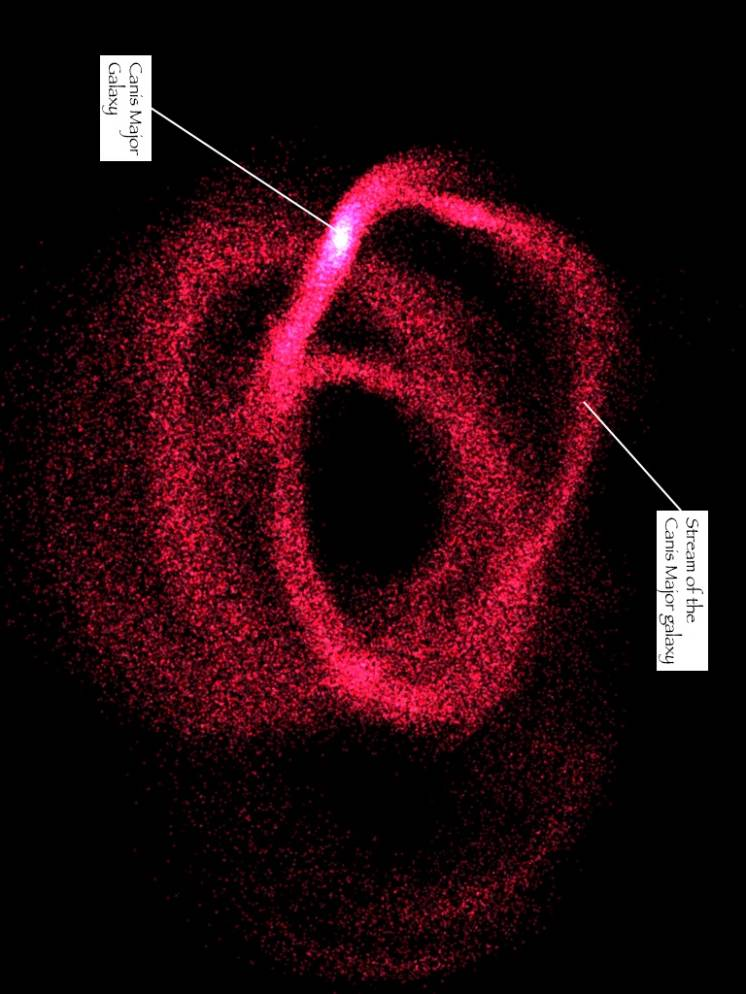 Canis Major
Galaxy
Stream of the
Canis Major galaxy